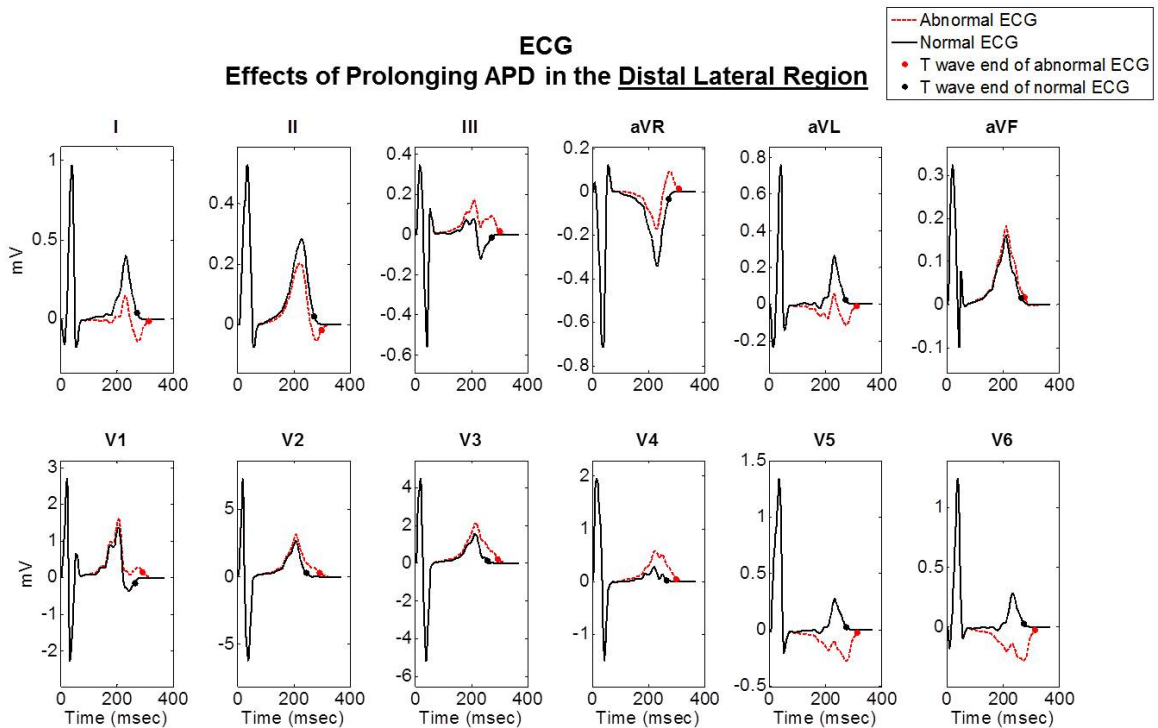 ECG
Effects of Prolonging APD in the Distal Lateral Region
Abnormal ECG
Normal ECG
T wave end of abnormal ECG
T wave end of normal ECG
I
II
III
aVR
aVL
aVF
mV
1
0.5
0
0 200 400
0.4
0.2
0
0 200 400
0.4
0.2
0
-0.2
-0.4
-0.6
0 200 400
0.2
0
-0.2
-0.4
-0.6
-0.8
0 200 400
0.8
0.6
0.4
0.2
0.0
-0.2
0 200 400
0.3
0.2
0.1
0
-0.1
0 200 400
V1
V2
V3
V4
V5
V6
mV
3
2
1
0
-1
-2
0 200 400
Time (msec)
5
0
-5
0 200 400
Time (msec)
4
2
0
-2
-4
-6
0 200 400
Time (msec)
2
1
0
-1
0 200 400
Time (msec)
1.5
1
0.5
0
-0.5
0 200 400
Time (msec)
1
0.5
0
0 200 400
Time (msec)